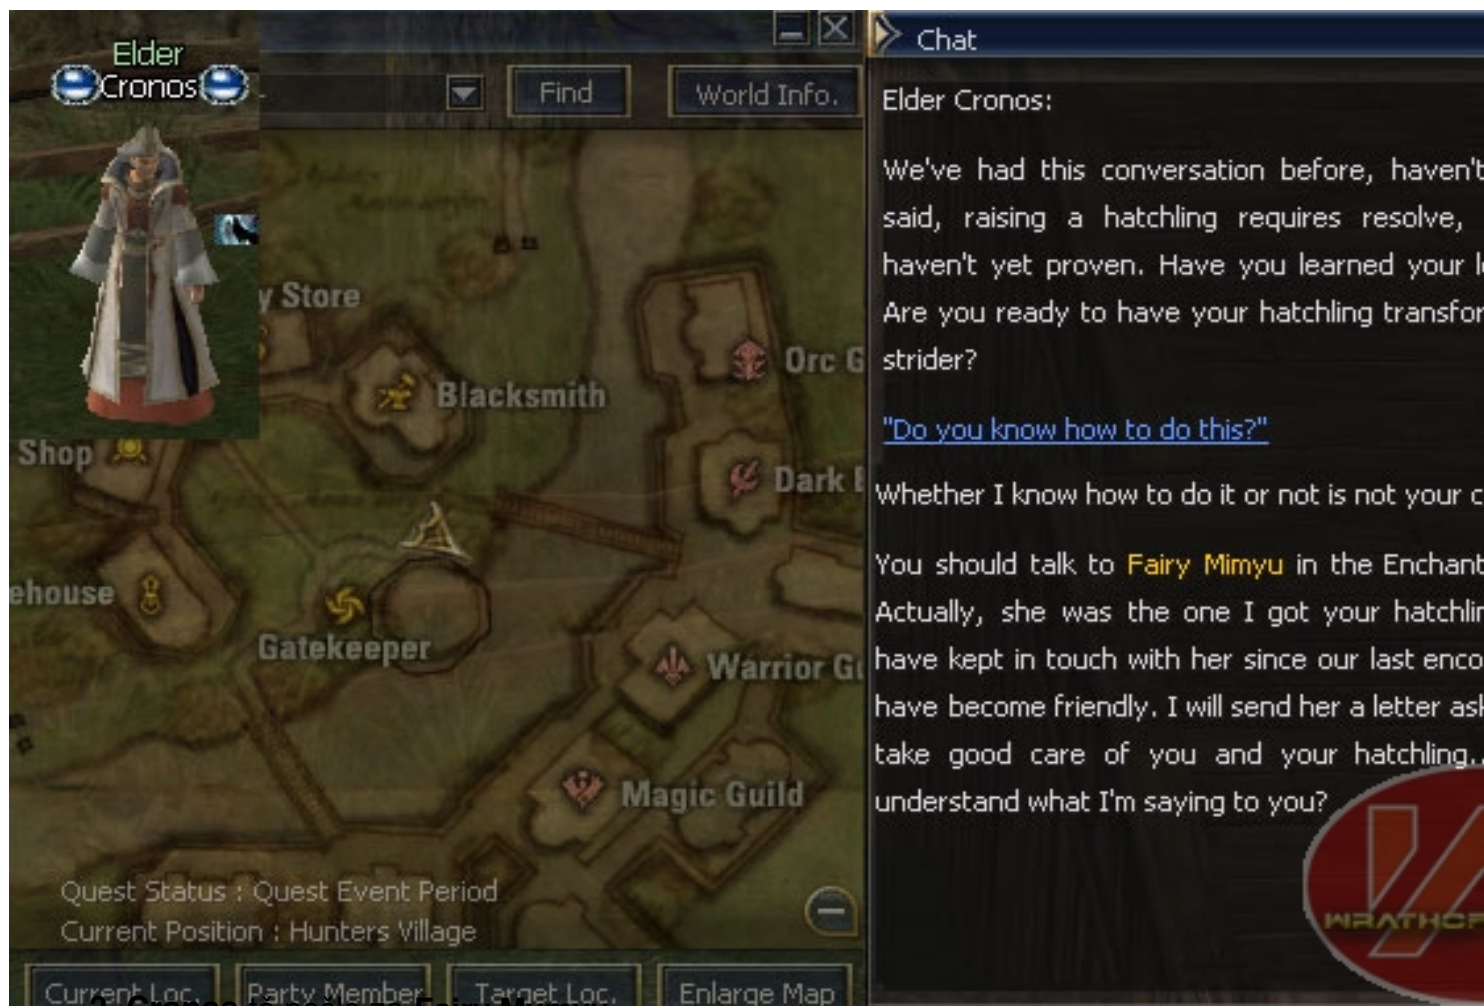 Elder
Cronos
Find
World Info.
y Store
Blacksmith
Orc G
Shop
Dark E
ehouse
Gatekeeper
Warrior Gu
Magic Guild
Quest Status : Quest Event Period
Current Position : Hunters Village
Current Loc.
Party Member
Target Loc.
Enlarge Map
Chat
Elder Cronos:
We've had this conversation before, haven't
said, raising a hatchling requires resolve,
haven't yet proven. Have you learned your l
Are you ready to have your hatchling transfor
strider?
"Do you know how to do this?"
Whether I know how to do it or not is not your c
You should talk to Fairy Mimyu in the Enchant
Actually, she was the one I got your hatchlin
have kept in touch with her since our last enco
have become friendly. I will send her a letter ask
take good care of you and your hatchling..
understand what I'm saying to you?
WRATHOF